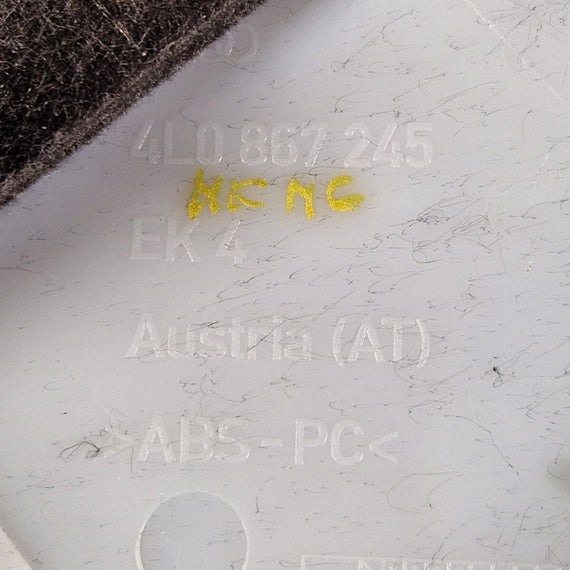 4L0 867 245
EK 4
Austria (AT)
>ABS-PC<